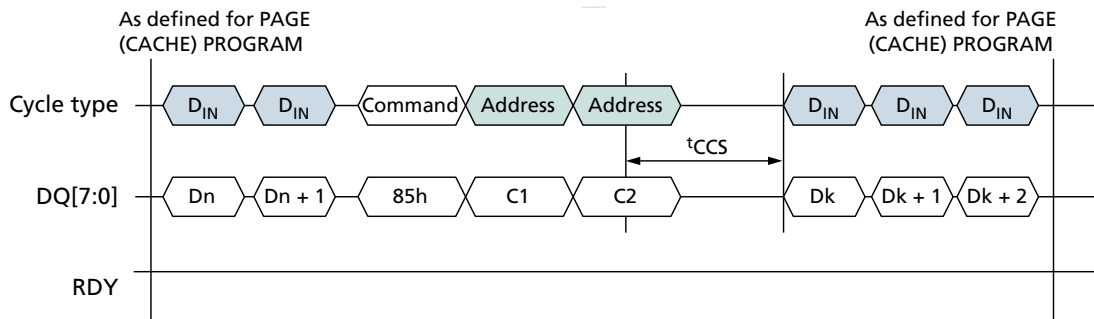 As defined for PAGE
(CACHE) PROGRAM
As defined for PAGE
(CACHE) PROGRAM
Cycle type
DIN
DIN
Command
Address
Address
DIN
DIN
DIN
tCCS
DQ[7:0]
Dn
Dn + 1
85h
C1
C2
Dk
Dk + 1
Dk + 2
RDY